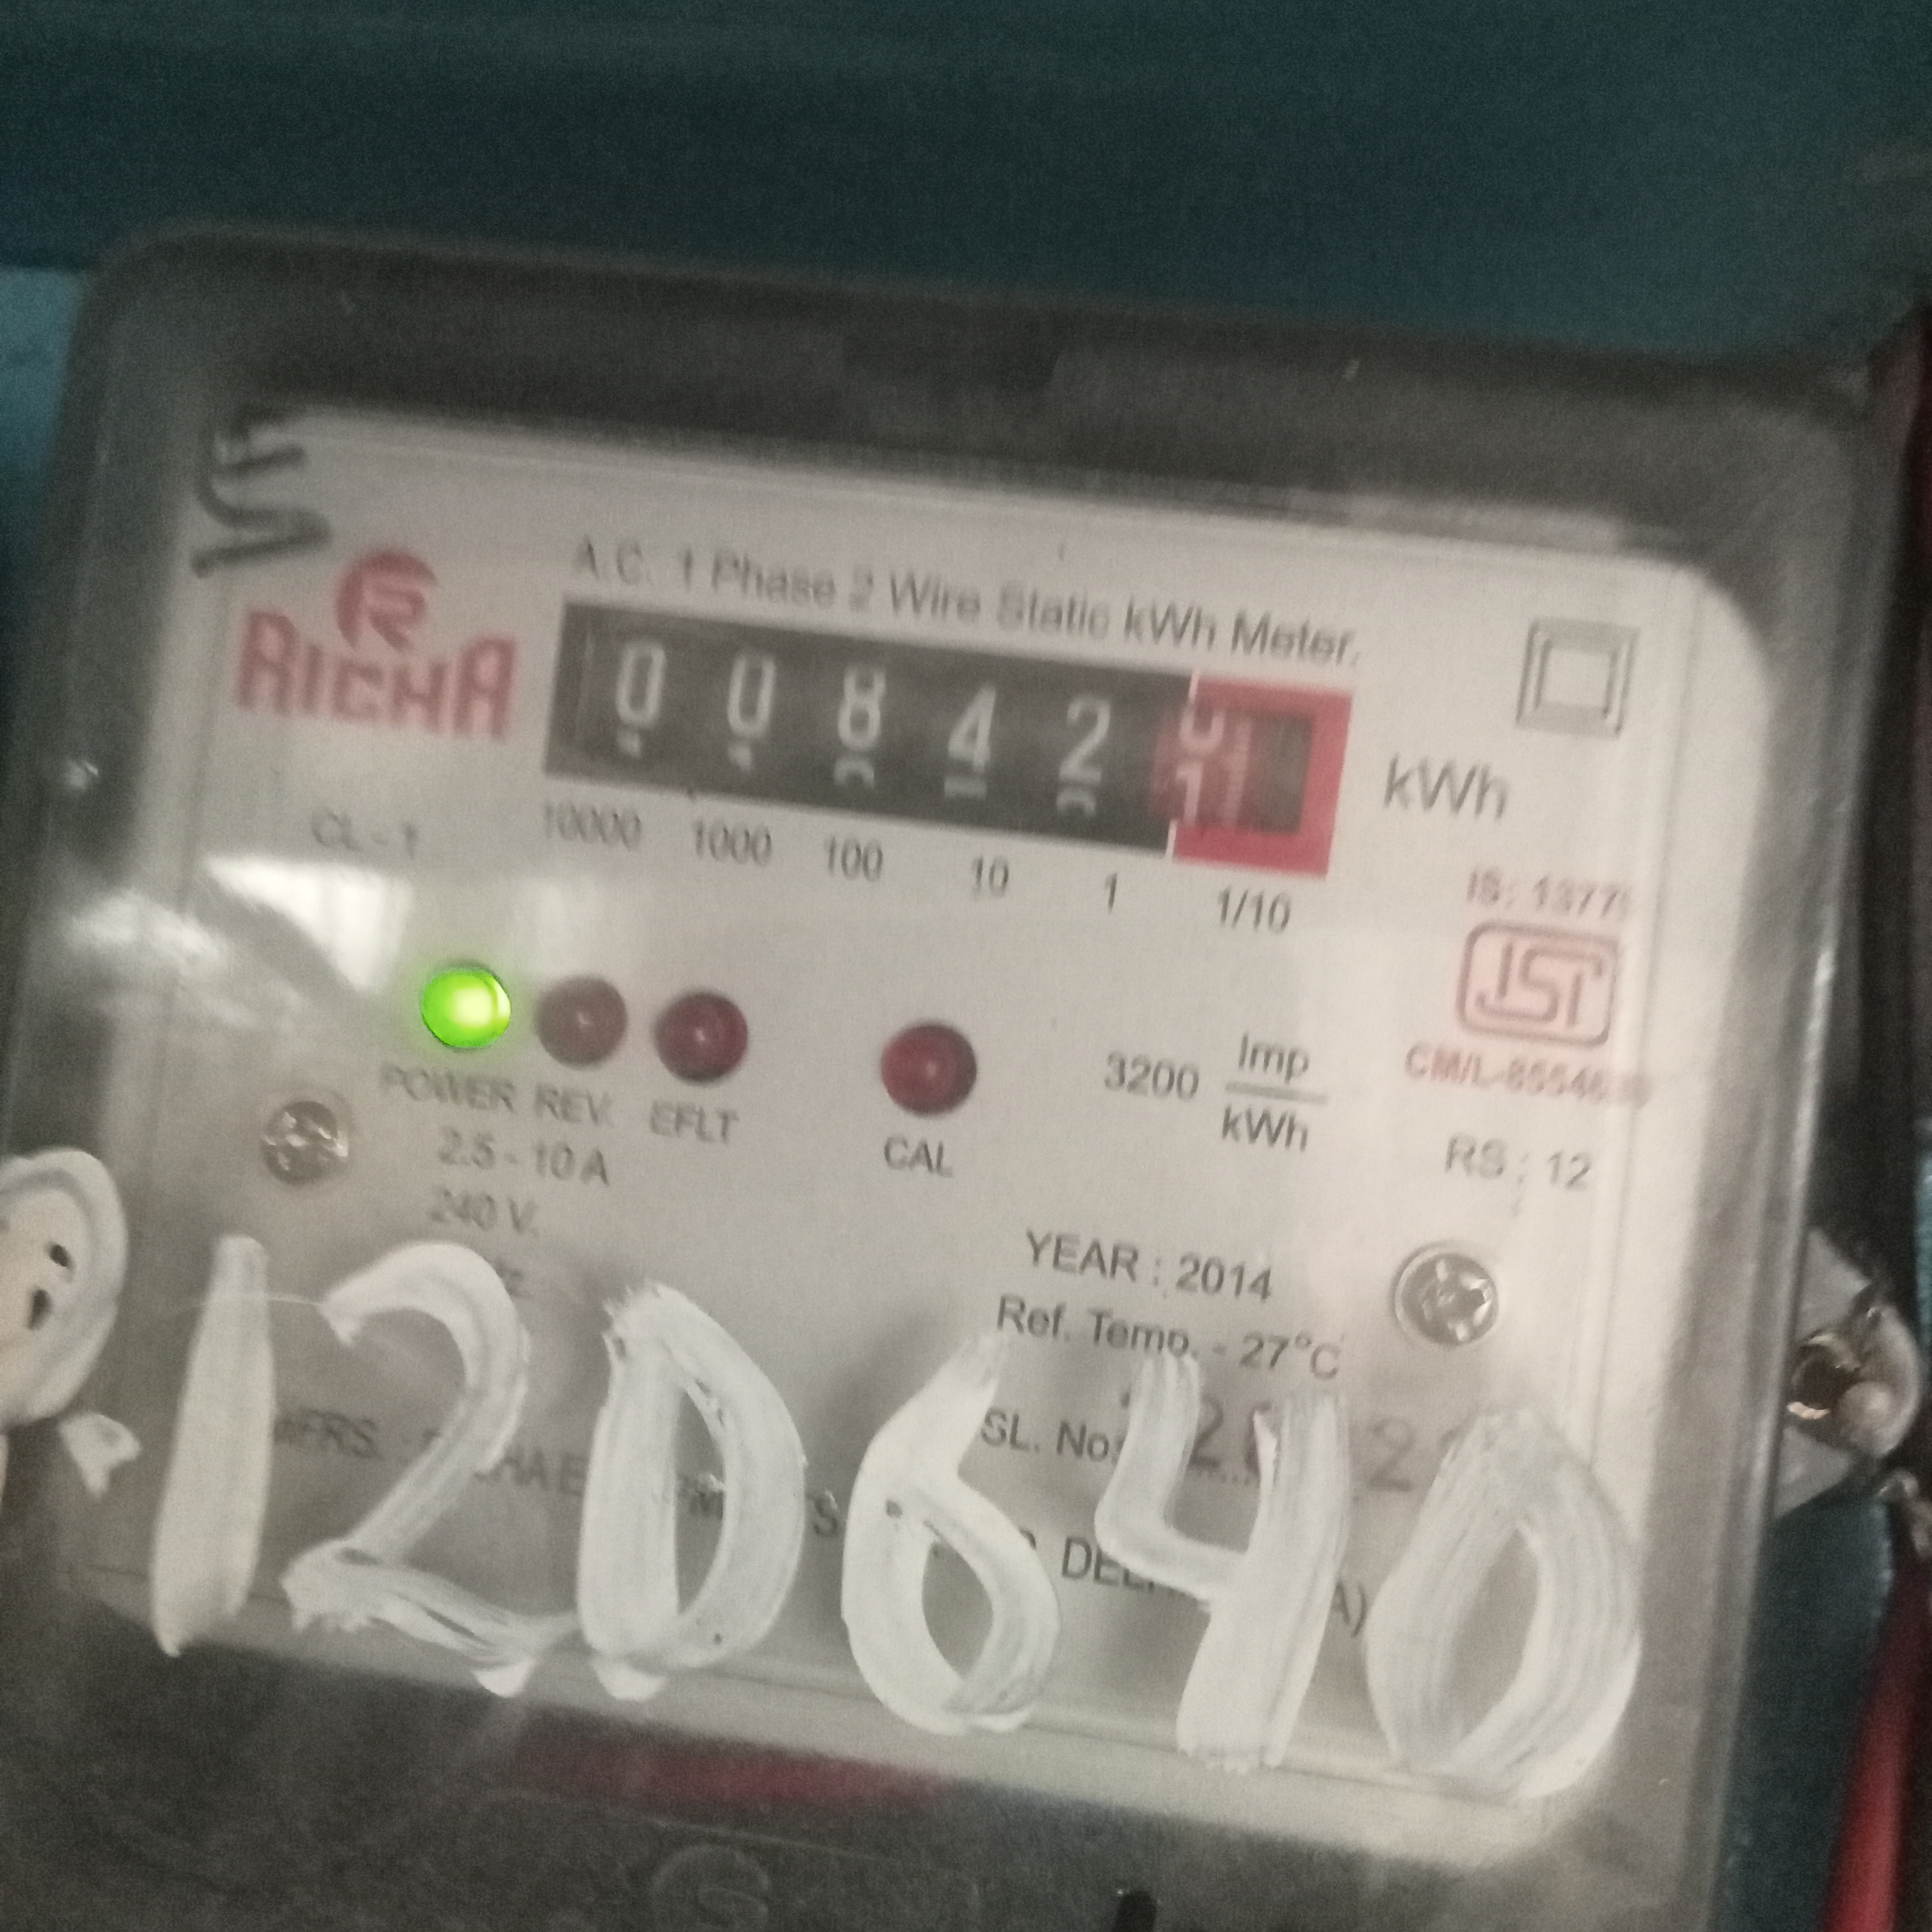 RICHA
A.C. 1 Phase 2 Wire Static kWh Meter.
0 0 8 4 2
kWh
10000 1000 100 10 1 1/10
CL - 1
ISI
POWER REV. EFLT
CAL
3200 Imp
kWh
RS : 12
2.5 - 10 A
240 V.
YEAR : 2014
Ref. Temp. - 27°C
SL. No
120640